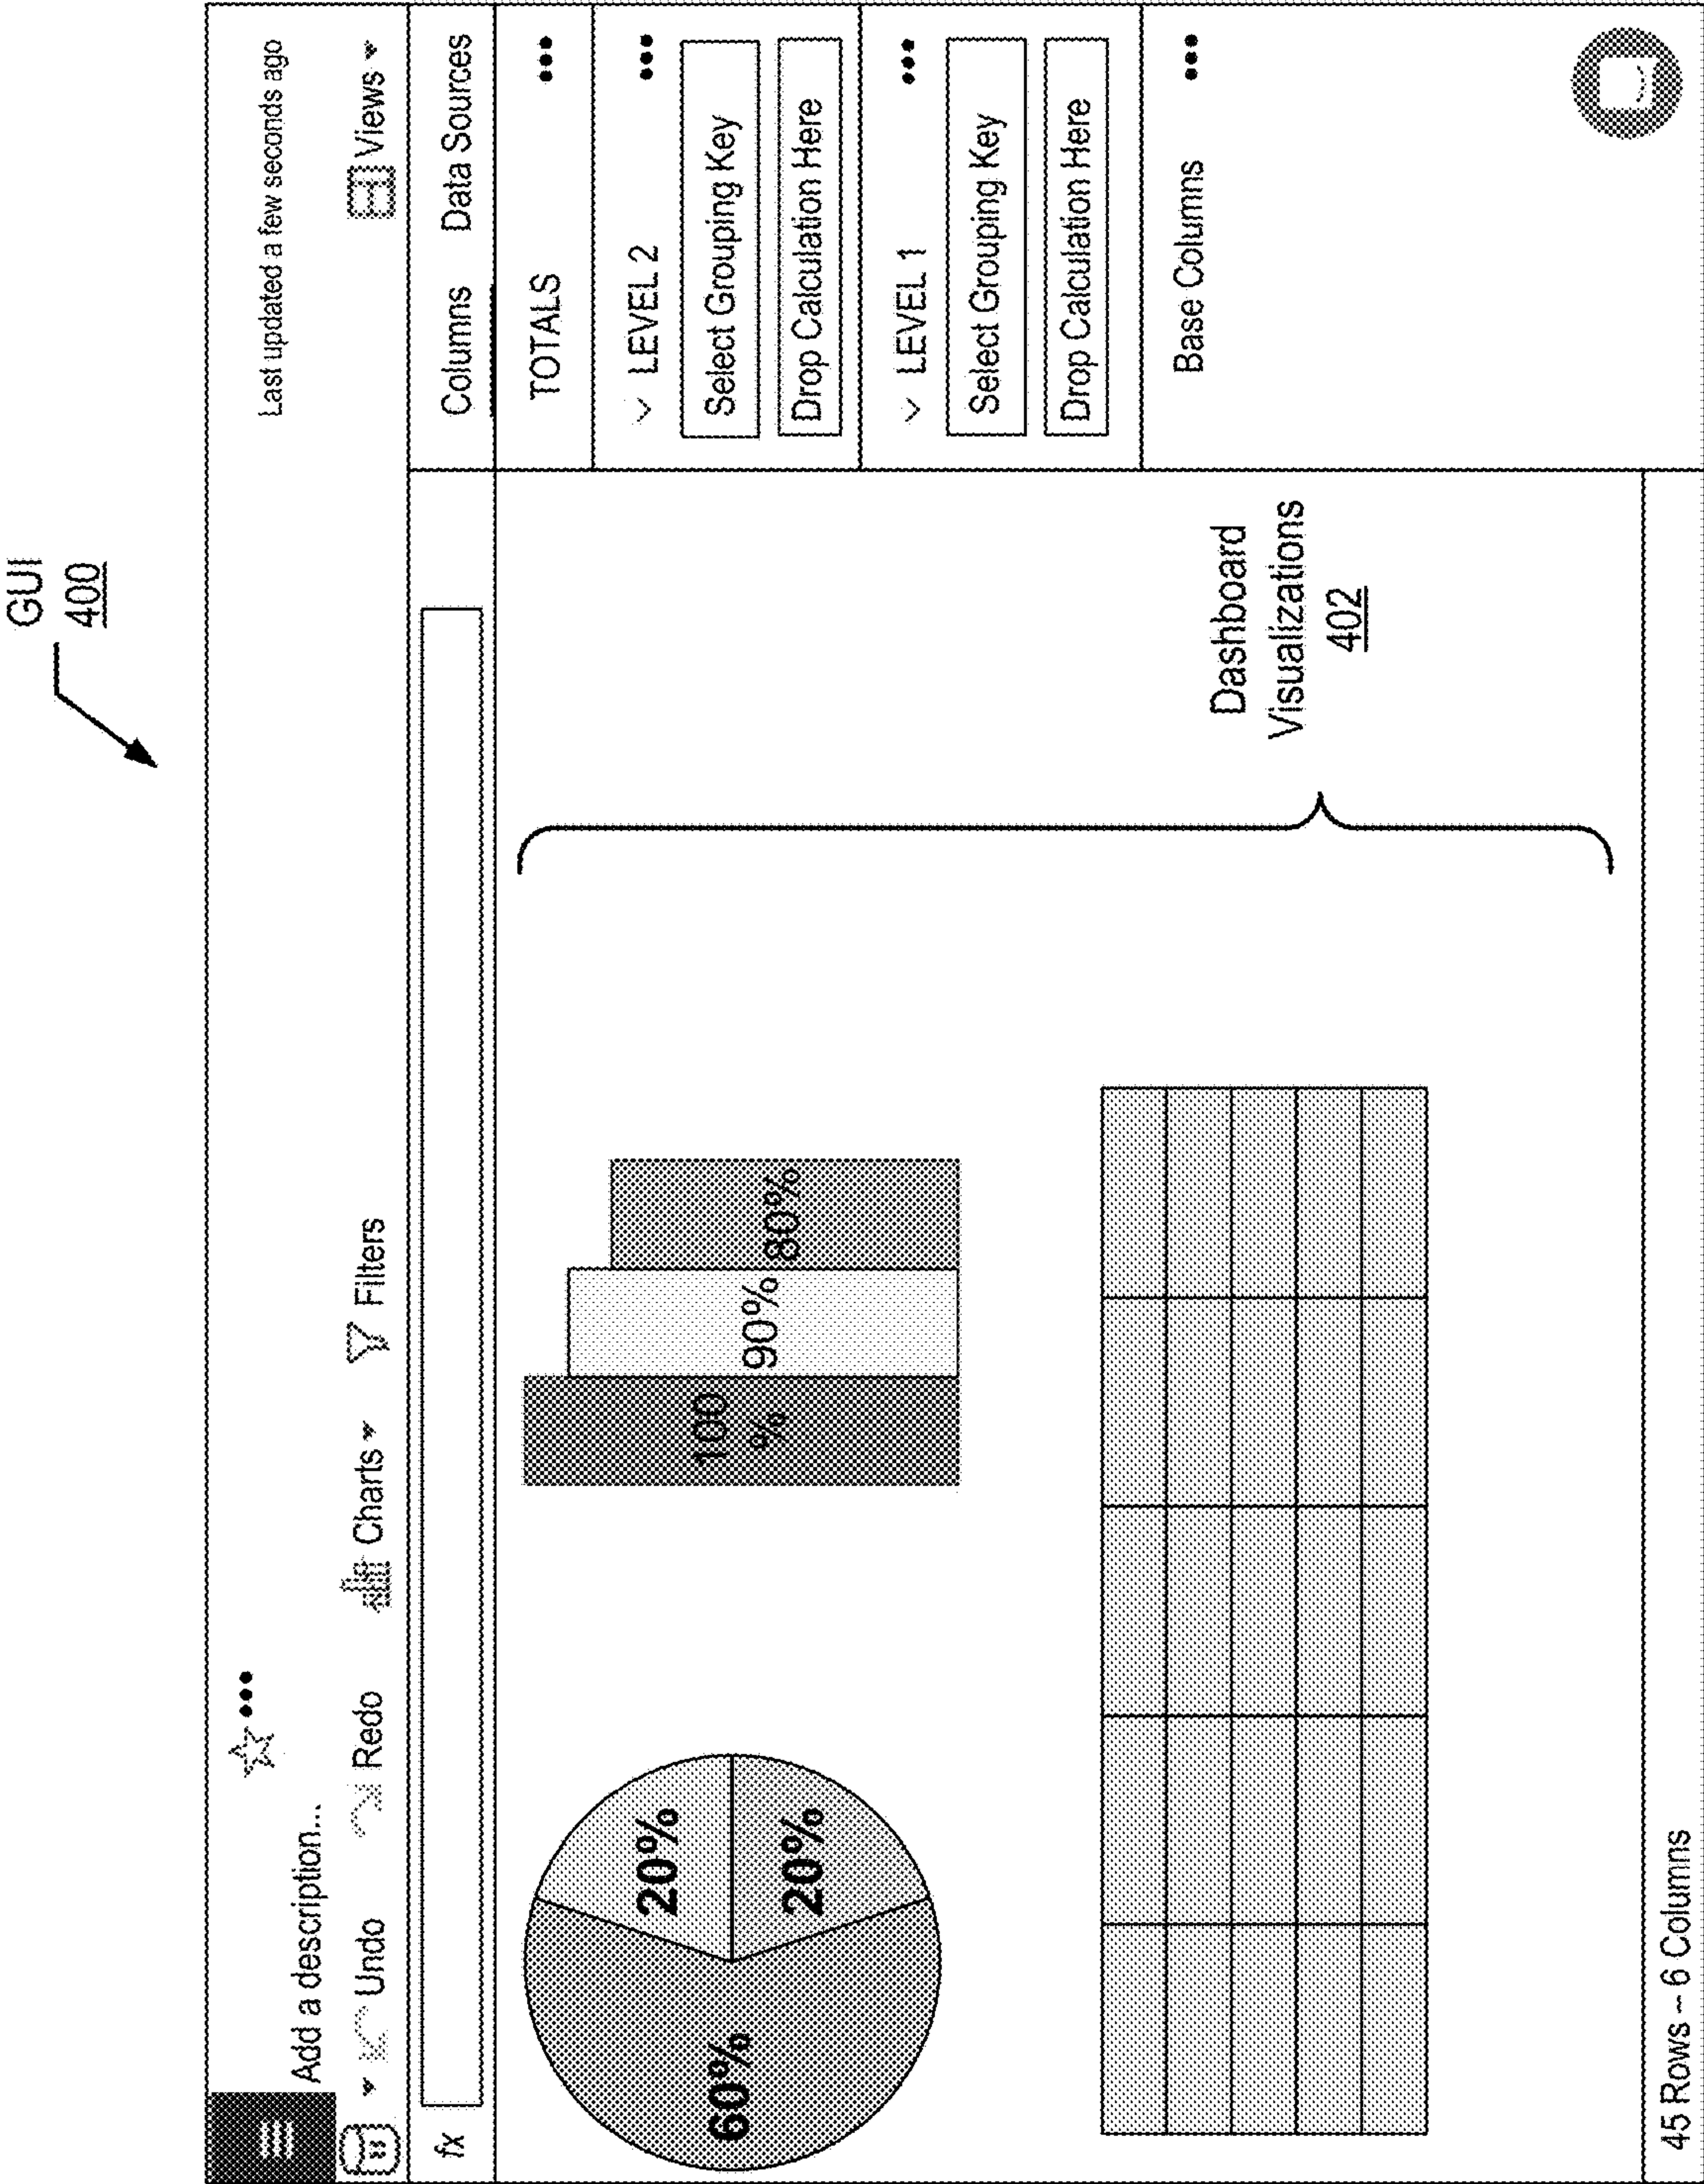 GUI
400
Last updated a few seconds ago
Add a description...
Undo
Redo
Charts
Filters
Views
fx
Columns
Data Sources
TOTALS
LEVEL 2
Select Grouping Key
Drop Calculation Here
LEVEL 1
Select Grouping Key
Drop Calculation Here
Base Columns
60%
20%
20%
100
%
90%
80%
Dashboard
Visualizations
402
45 Rows – 6 Columns